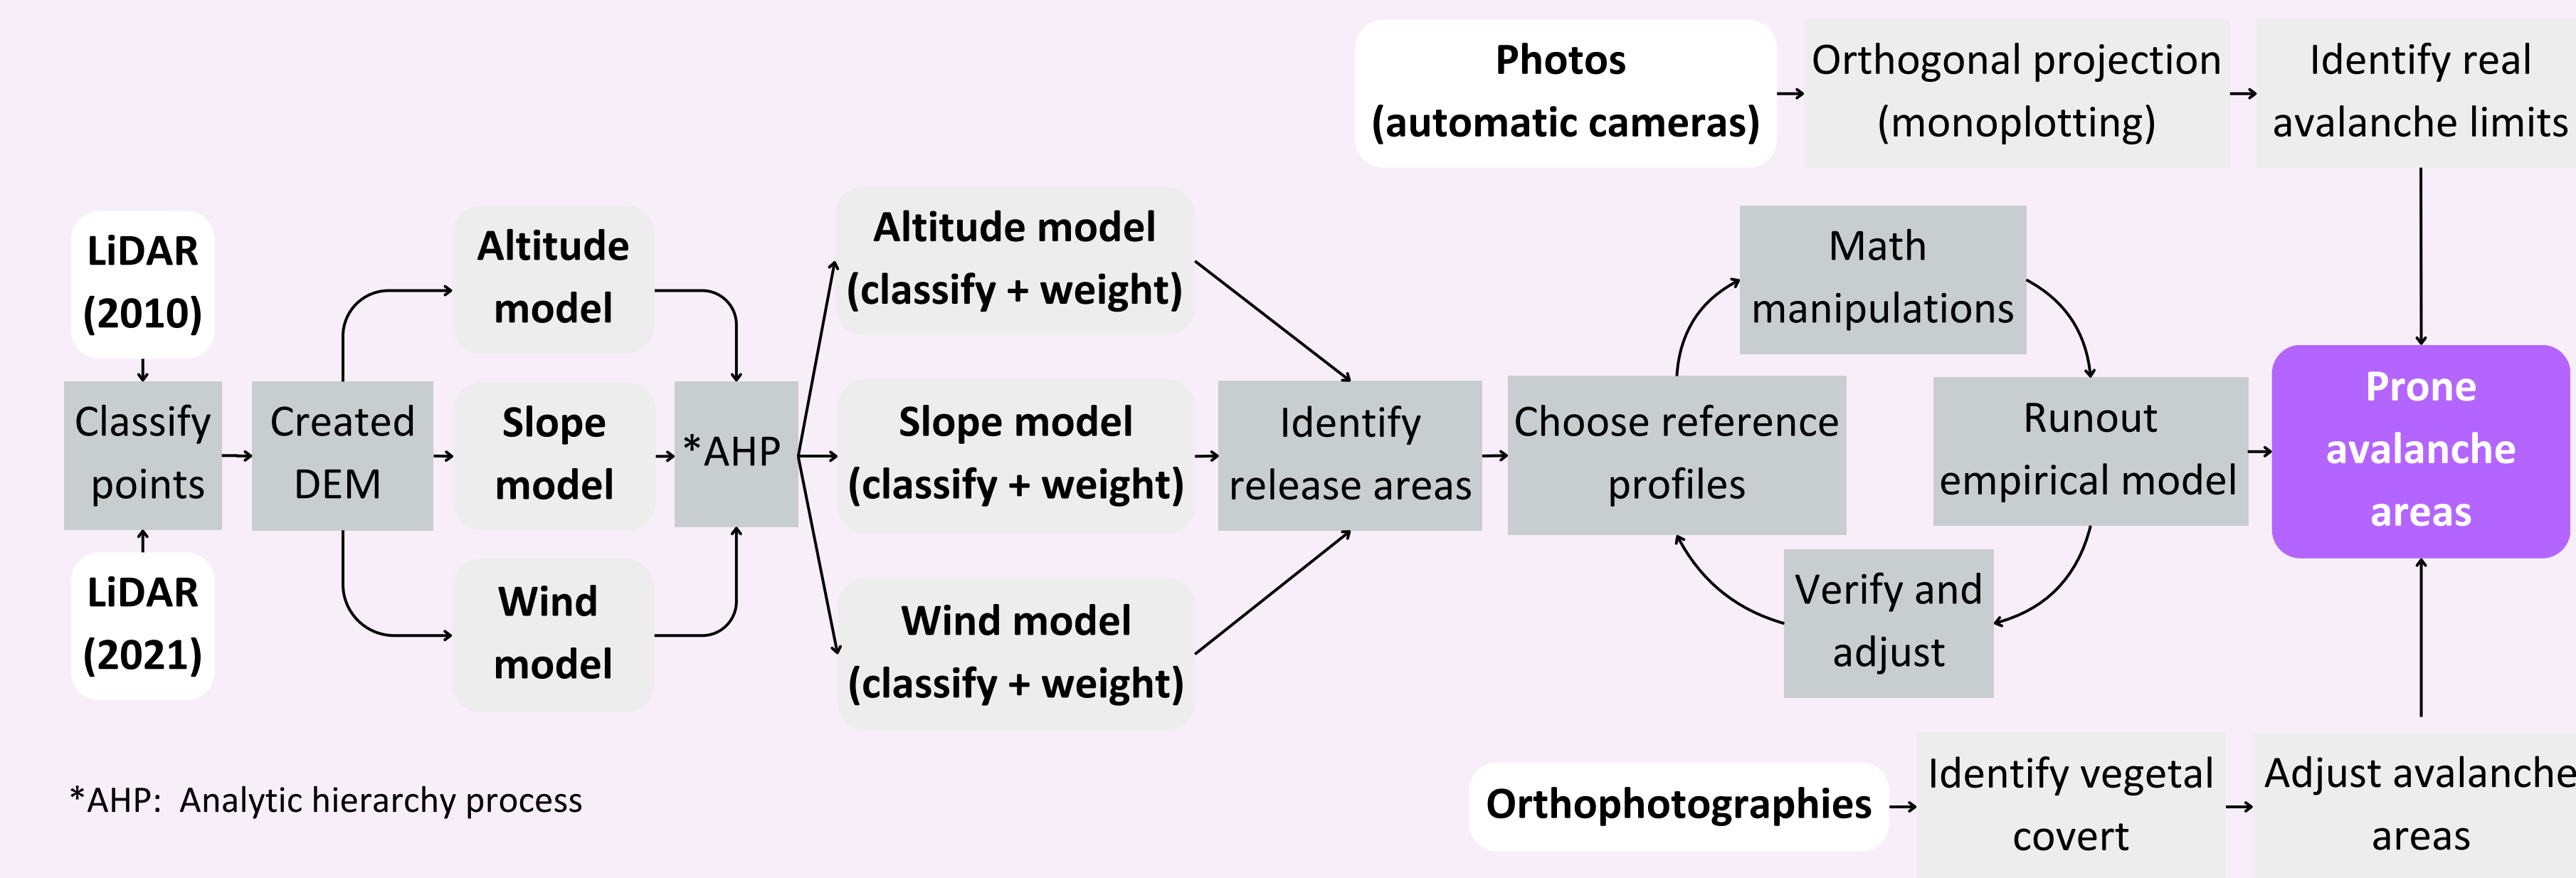 Photos
(automatic cameras)
Orthogonal projection
(monoplotting)
Identify real
avalanche limits
LiDAR
(2010)
Classify
points
LiDAR
(2021)
Created
DEM
Altitude
model
Slope
model
Wind
model
*AHP
Altitude model
(classify + weight)
Slope model
(classify + weight)
Wind model
(classify + weight)
Identify
release areas
Choose reference
profiles
Math
manipulations
Runout
empirical model
Verify and
adjust
Prone
avalanche
areas
Orthophotographies
Identify vegetal
covert
Adjust avalanche
areas
*AHP: Analytic hierarchy process